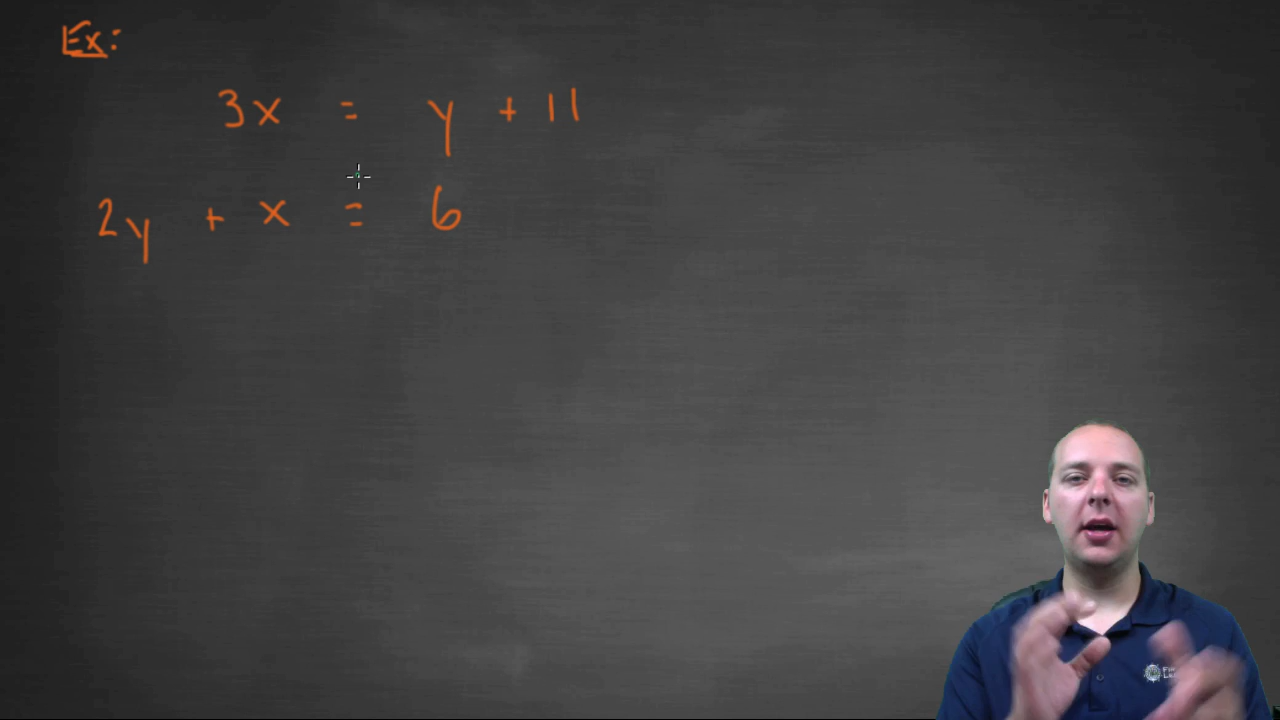 Ex:
3x = y + 11
2y + x = 6